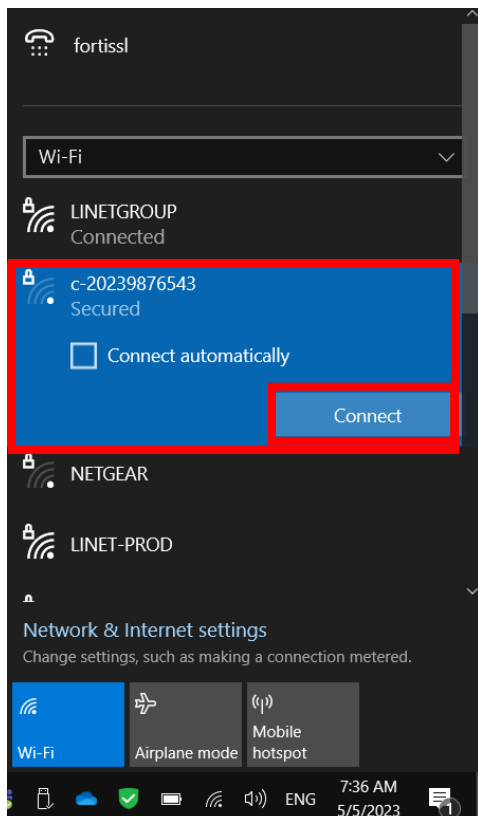 fortissl
Wi-Fi
LINETGROUP
Connected
c-20239876543
Secured
Connect automatically
Connect
NETGEAR
LINET-PROD
Network & Internet settings
Change settings, such as making a connection metered.
Wi-Fi
Airplane mode
Mobile
hotspot
ENG
7:36 AM
5/5/2023
1